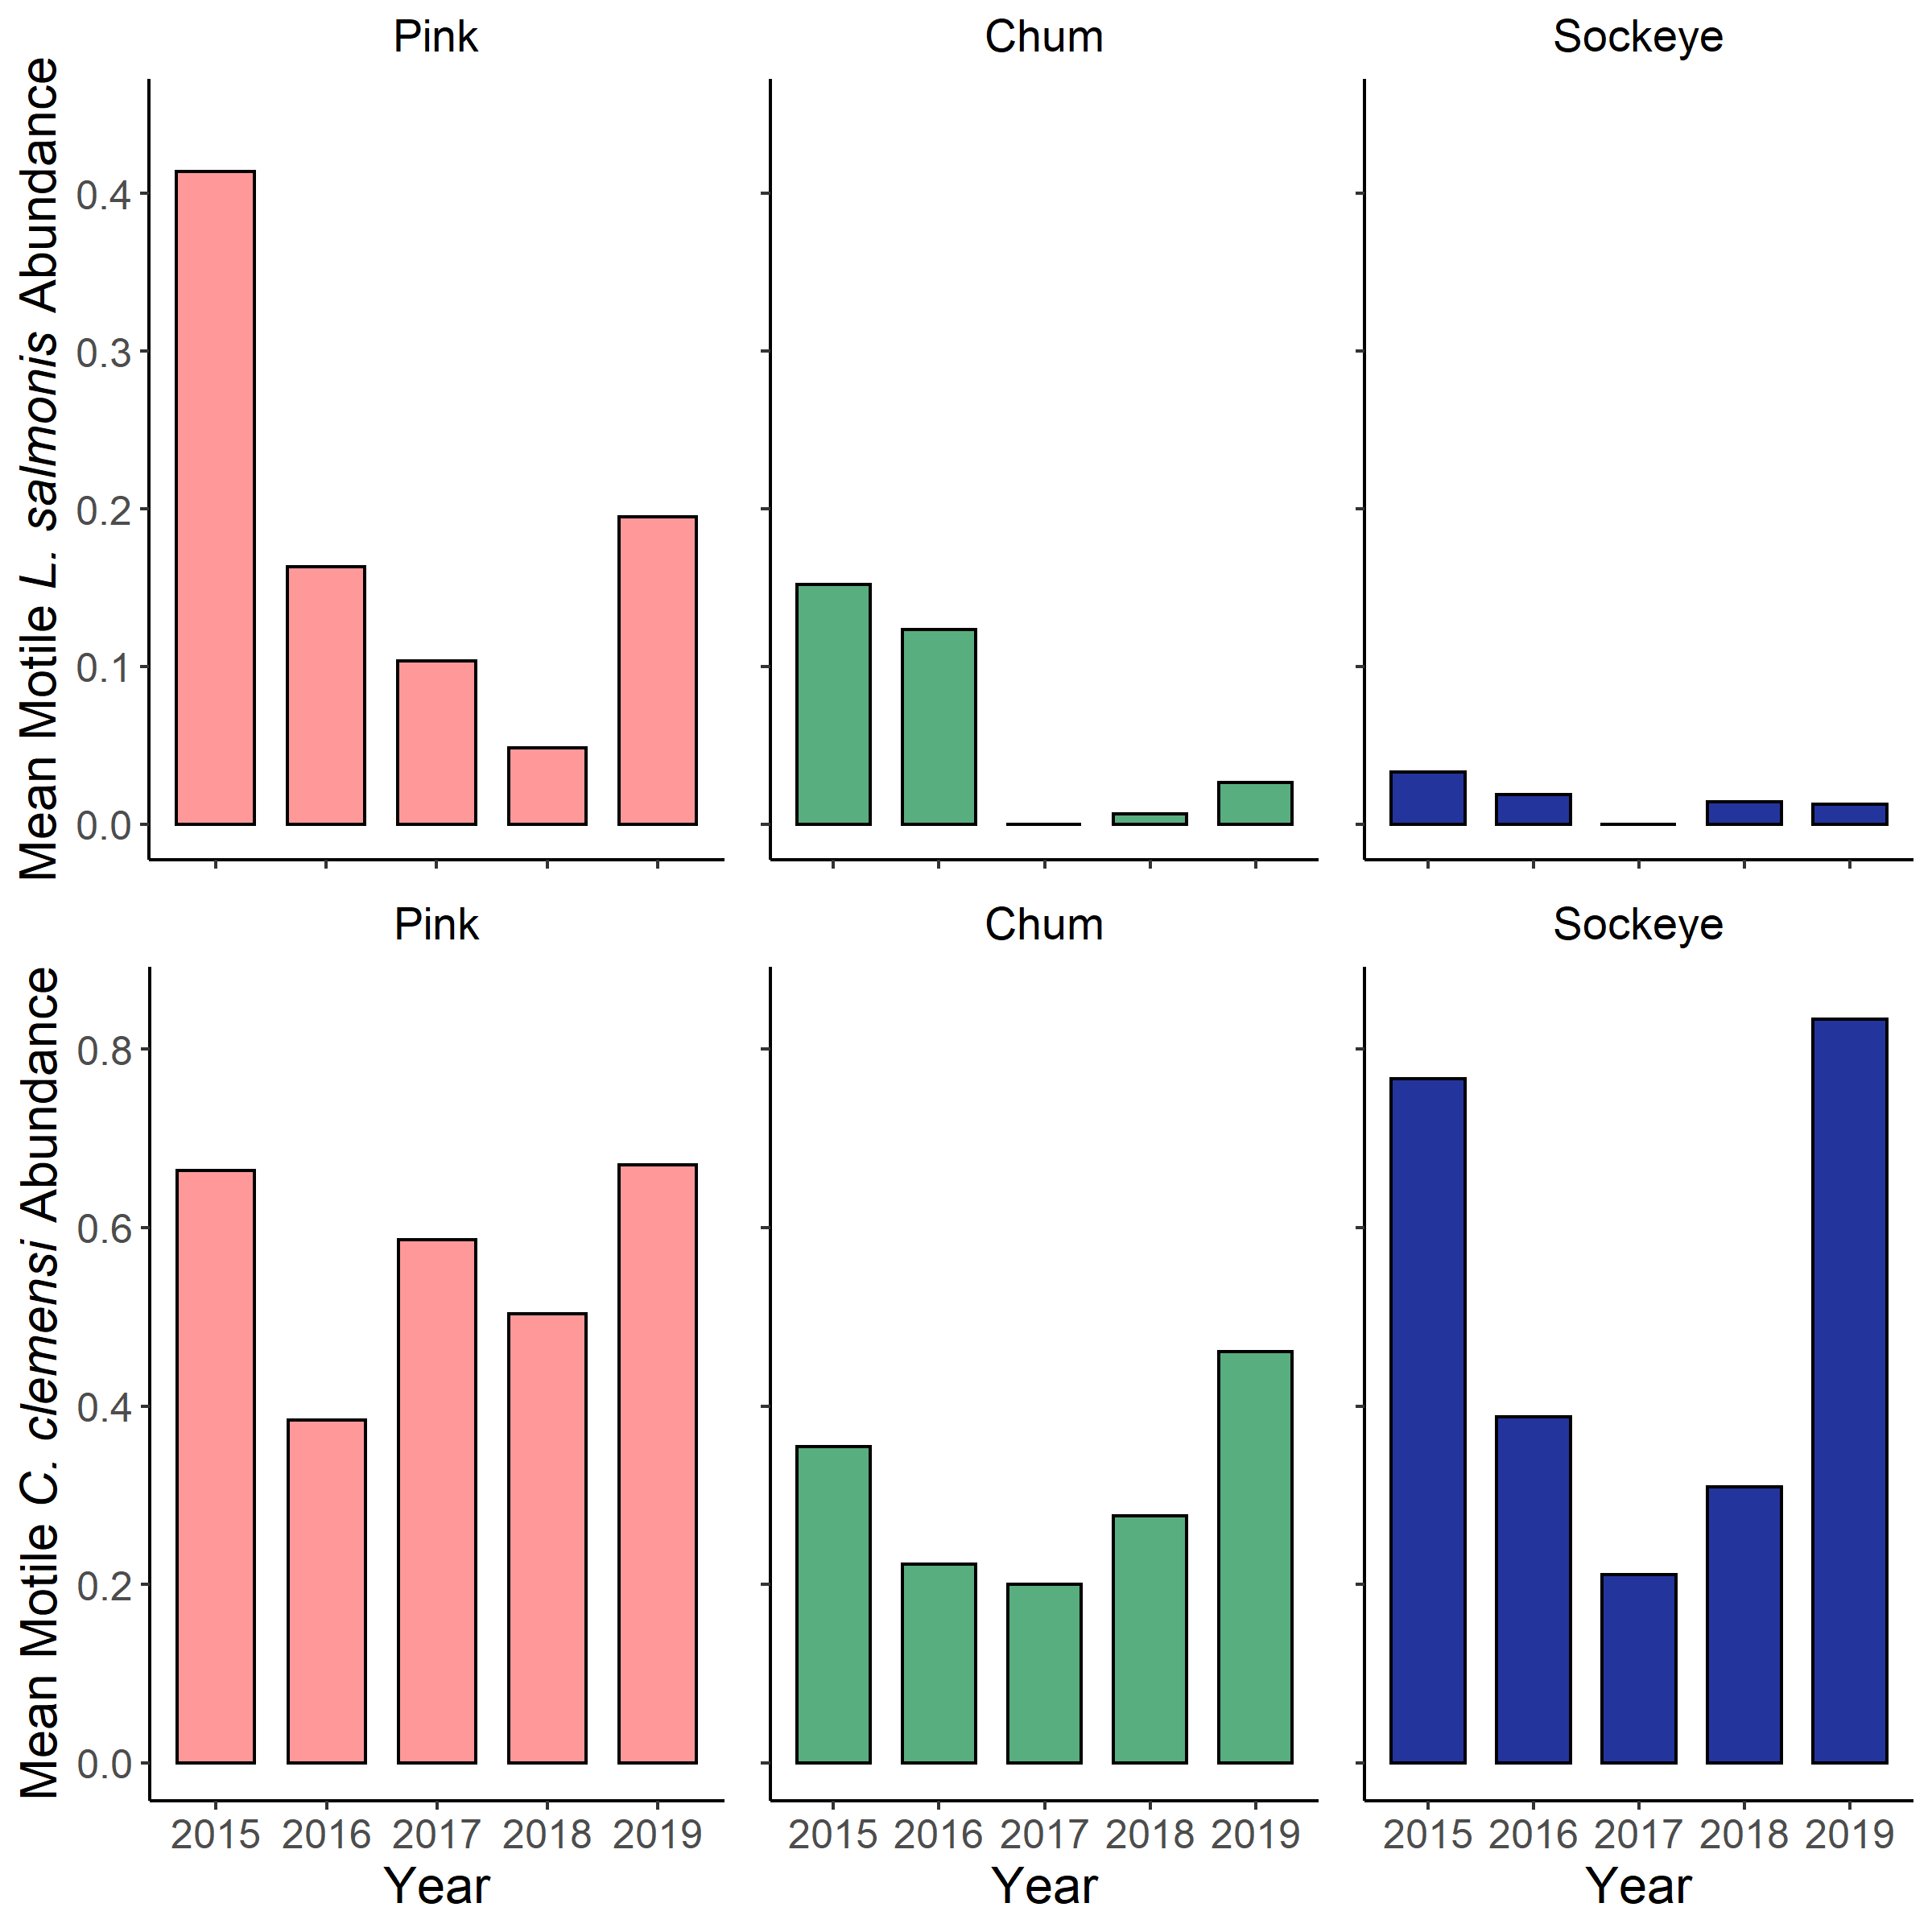 Pink
Chum
Sockeye
Mean Motile L. salmonis Abundance
0.4
0.3
0.2
0.1
0.0
Pink
Chum
Sockeye
Mean Motile C. clemensi Abundance
0.8
0.6
0.4
0.2
0.0
2015 2016 2017 2018 2019
2015 2016 2017 2018 2019
2015 2016 2017 2018 2019
Year
Year
Year